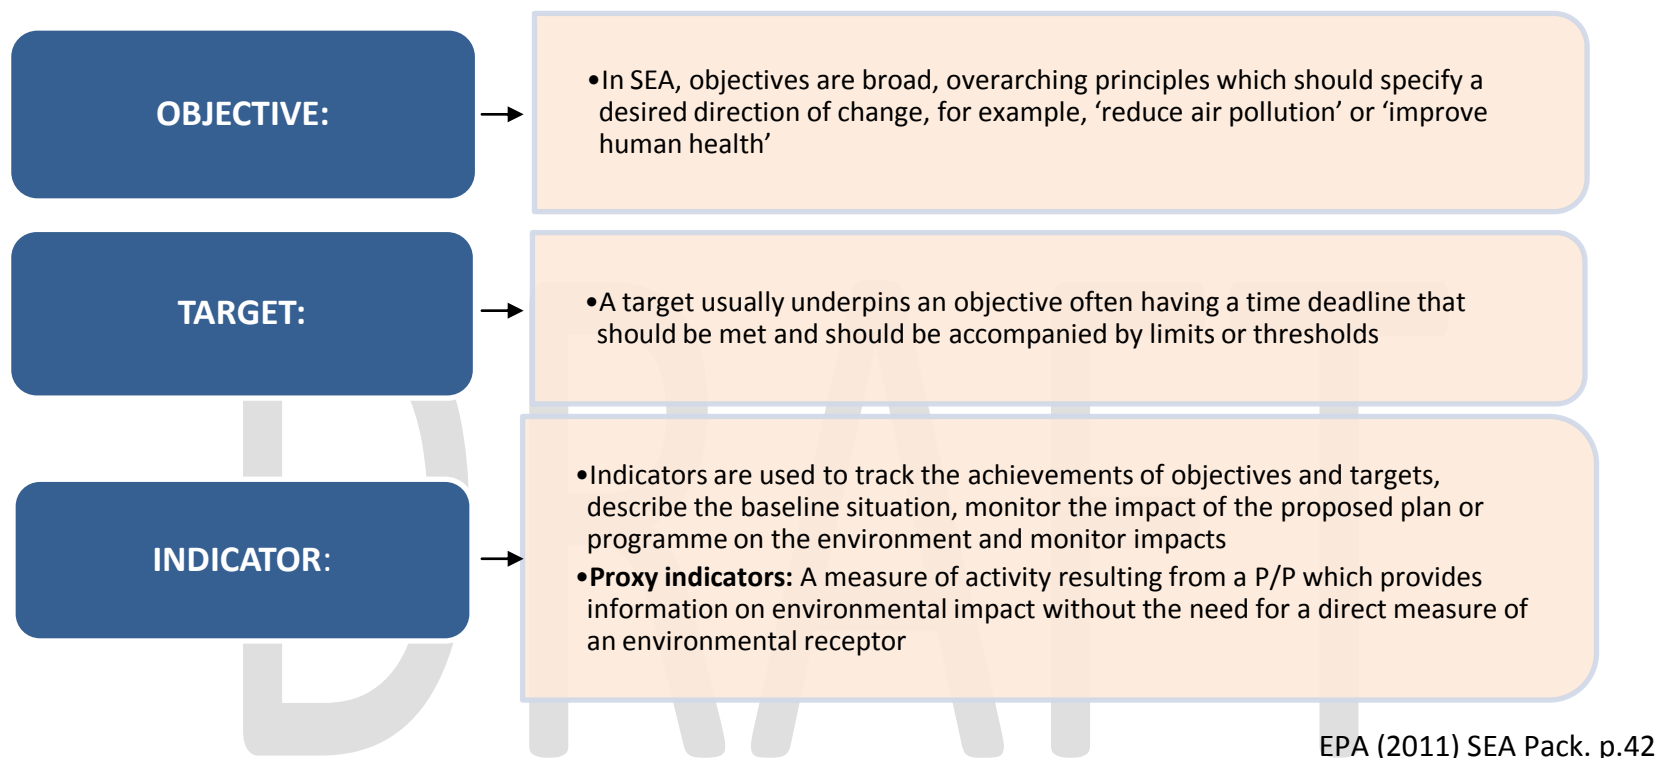 OBJECTIVE:
•In SEA, objectives are broad, overarching principles which should specify a
desired direction of change, for example, ‘reduce air pollution’ or ‘improve
human health’
TARGET:
•A target usually underpins an objective often having a time deadline that
should be met and should be accompanied by limits or thresholds
INDICATOR:
•Indicators are used to track the achievements of objectives and targets,
describe the baseline situation, monitor the impact of the proposed plan or
programme on the environment and monitor impacts
•Proxy indicators: A measure of activity resulting from a P/P which provides
information on environmental impact without the need for a direct measure of
an environmental receptor
DRAFT
EPA (2011) SEA Pack. p.42